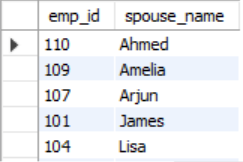 emp_id spouse_name
110 Ahmed
109 Amelia
107 Arjun
101 James
104 Lisa